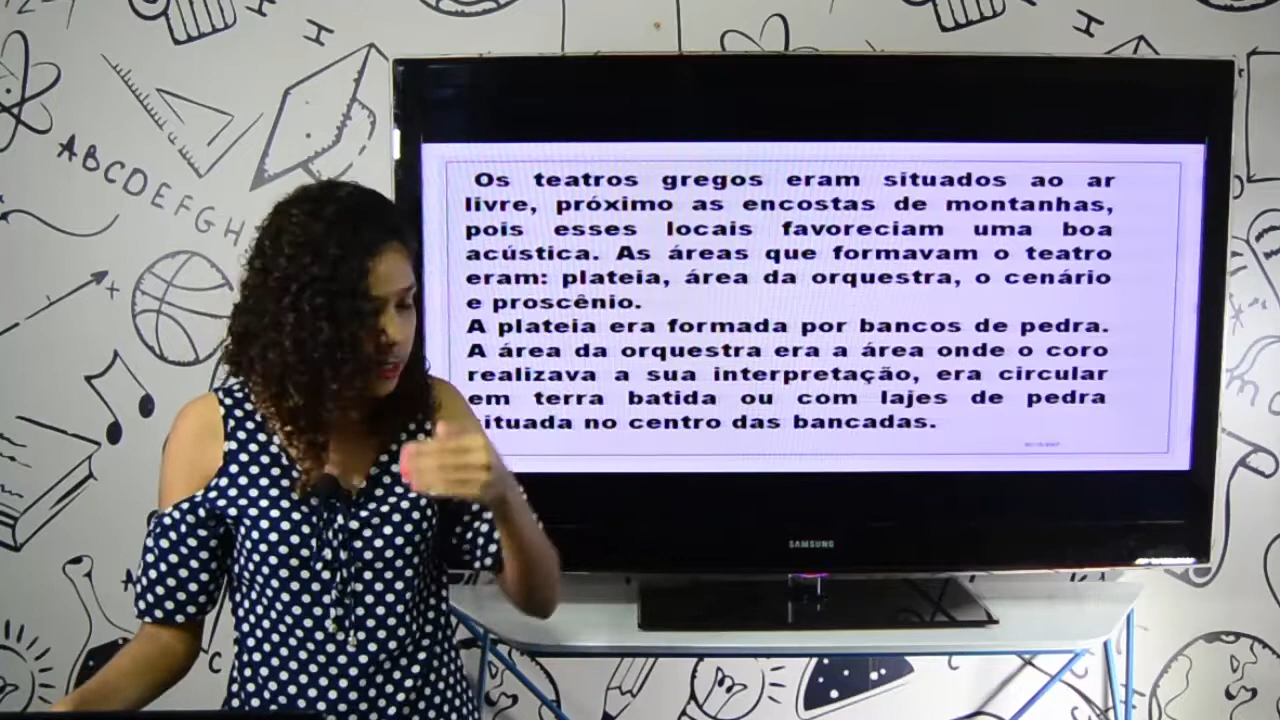 Os teatros gregos eram situados ao ar
livre, próximo as encostas de montanhas,
pois esses locais favoreciam uma boa
acústica. As áreas que formavam o teatro
eram: plateia, área da orquestra, o cenário
e proscênio.
A plateia era formada por bancos de pedra.
A área da orquestra era a área onde o coro
realizava a sua interpretação, era circular
em terra batida ou com lajes de pedra
situada no centro das bancadas.
SAMSUNG
ABCDEFGH